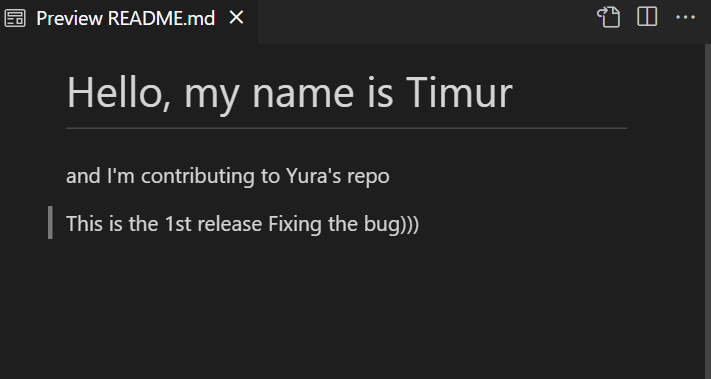 Preview README.md
Hello, my name is Timur
and I'm contributing to Yura's repo
This is the 1st release Fixing the bug)))